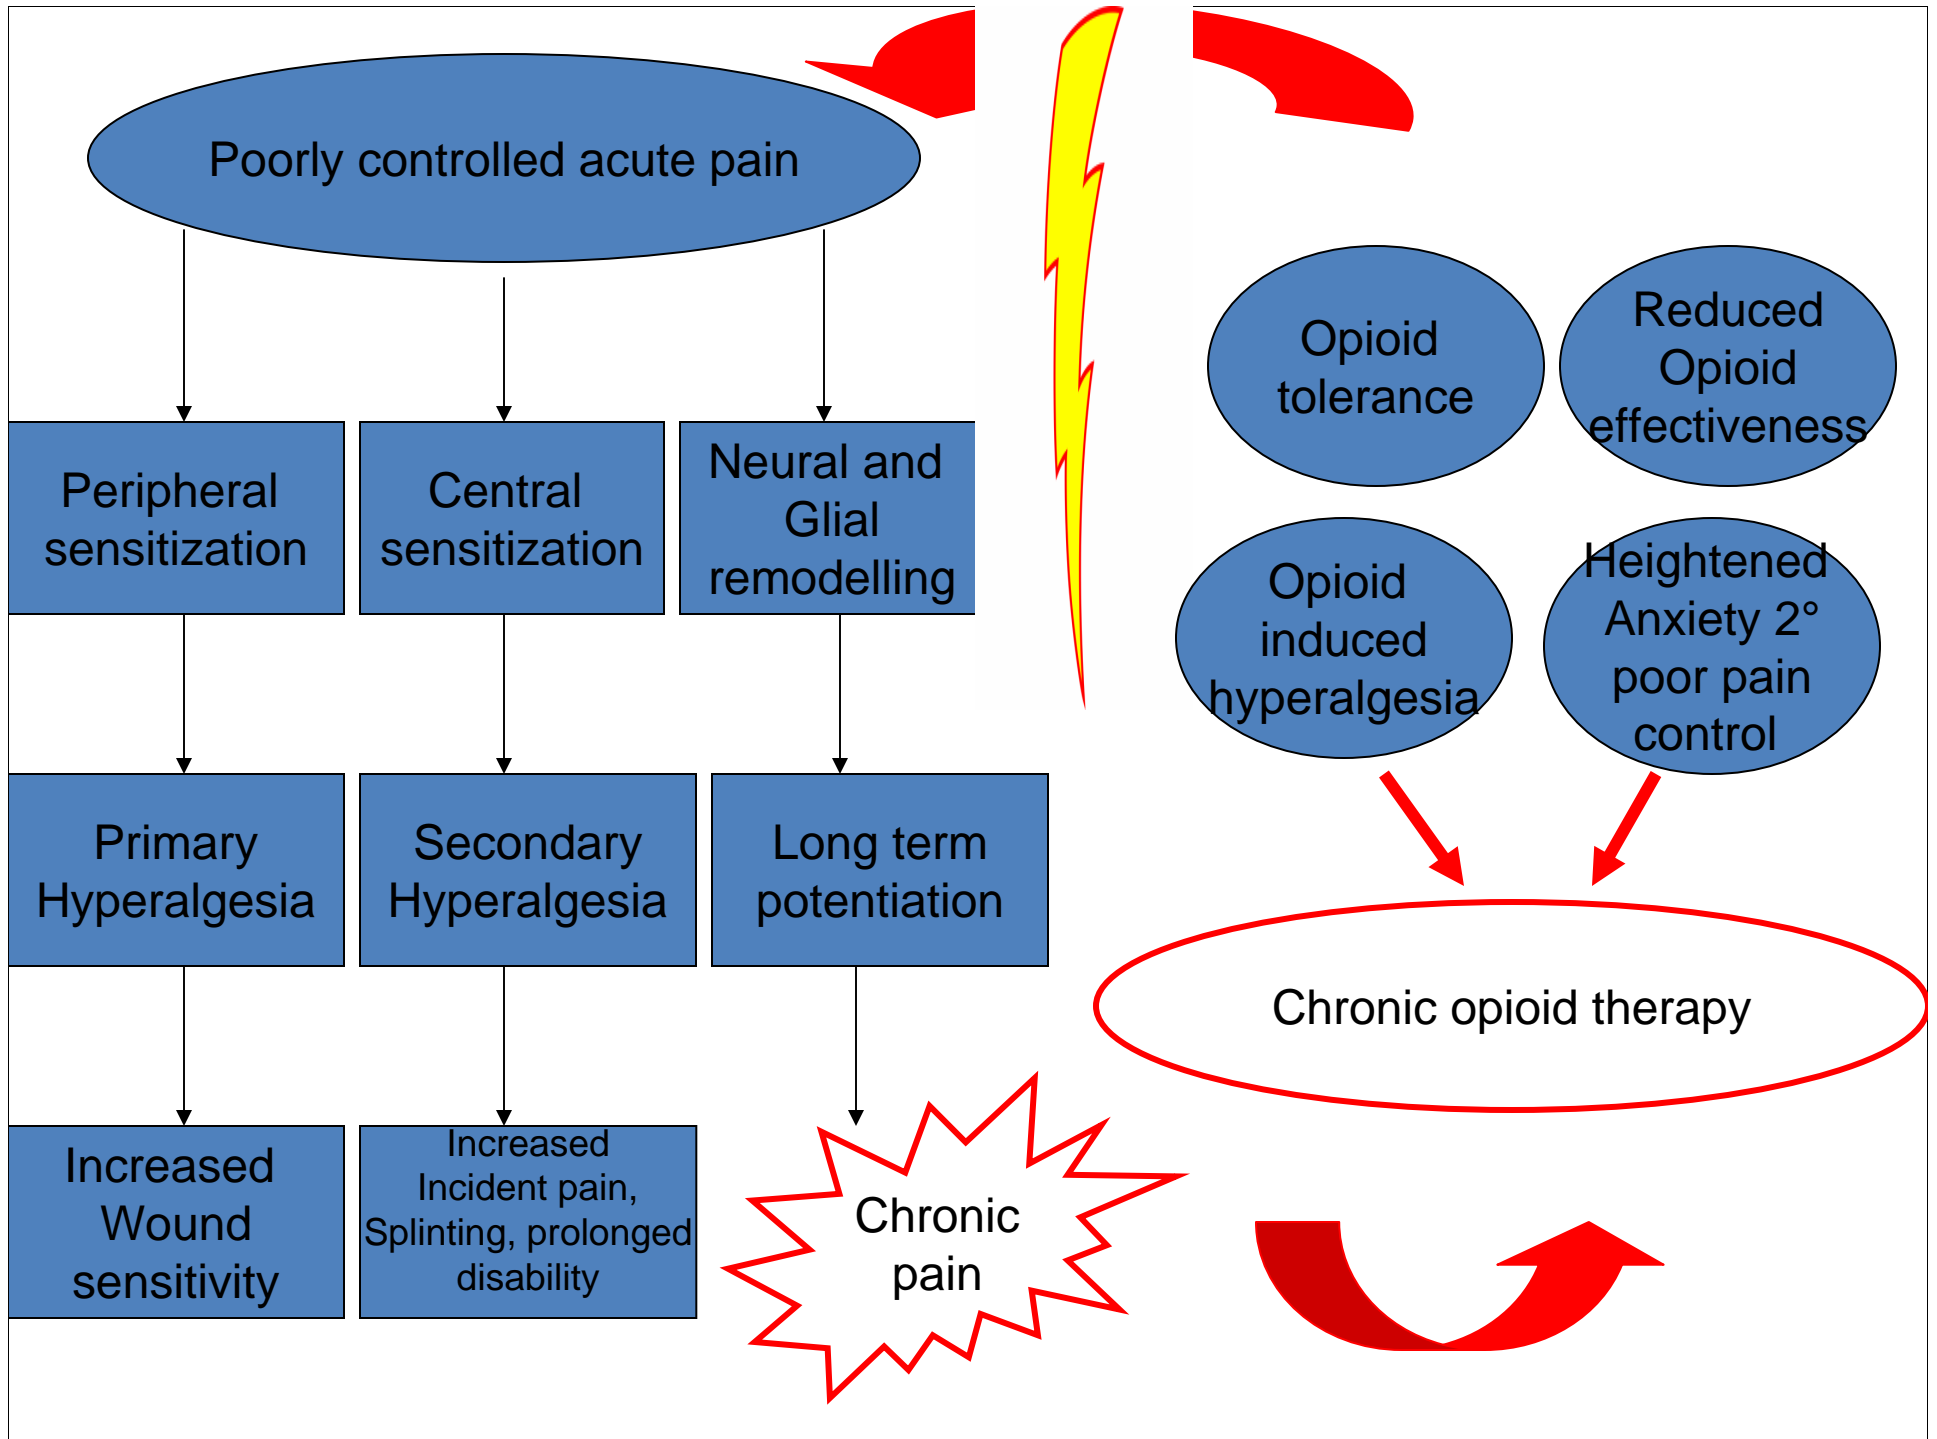 Poorly controlled acute pain
Opioid
tolerance
Reduced
Opioid
effectiveness
Peripheral
sensitization
Central
sensitization
Neural and
Glial
remodelling
Opioid
induced
hyperalgesia
Heightened
Anxiety 2°
poor pain
control
Primary
Hyperalgesia
Secondary
Hyperalgesia
Long term
potentiation
Chronic opioid therapy
Increased
Wound
sensitivity
Increased
Incident pain,
Splinting, prolonged
disability
Chronic
pain